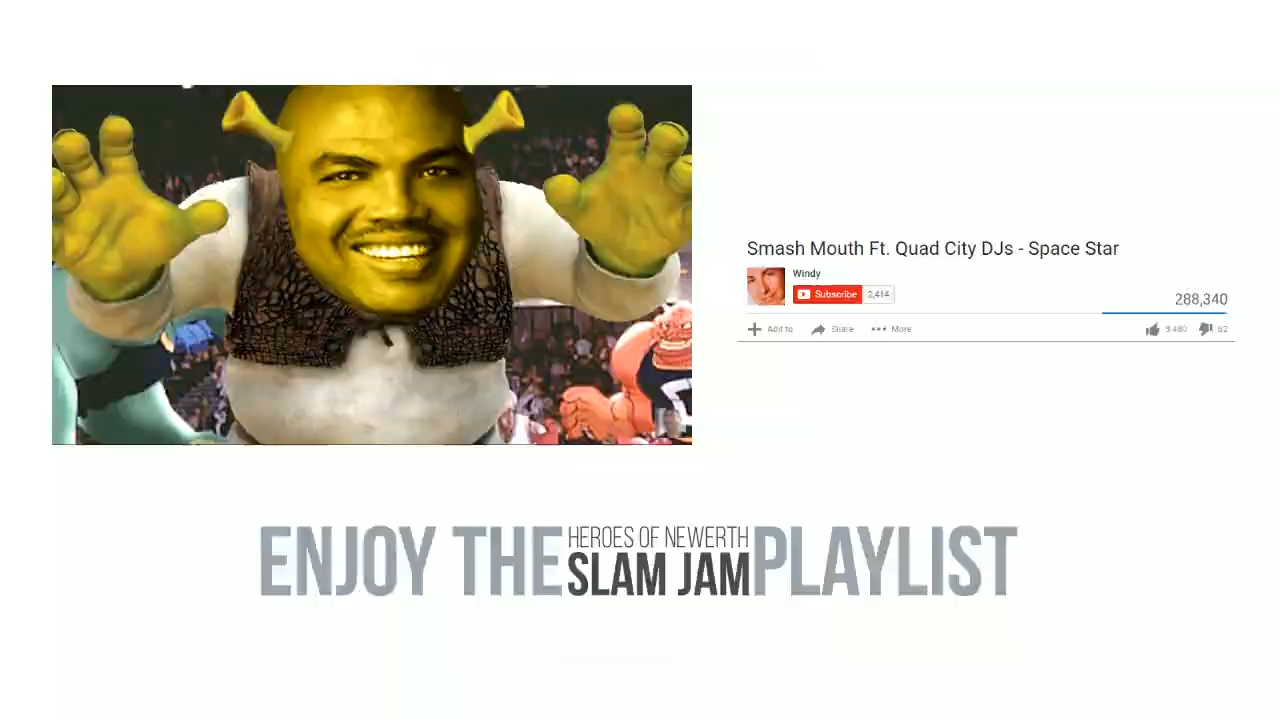 Smash Mouth Ft. Quad City DJs - Space Star
Windy
Subscribe 2,414
288,340
Add to Share More
62
ENJOY THE HEROES OF NEWERTH SLAM JAM PLAYLIST